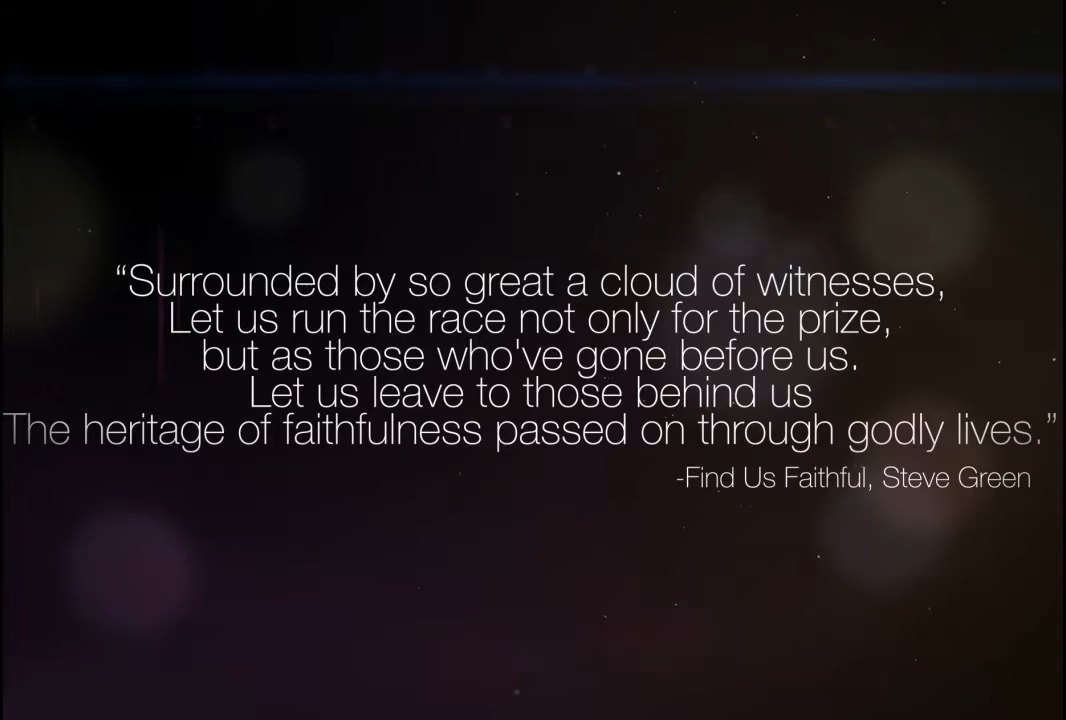 “Surrounded by so great a cloud of witnesses,
Let us run the race not only for the prize,
but as those who've gone before us.
Let us leave to those behind us
The heritage of faithfulness passed on through godly lives.”
-Find Us Faithful, Steve Green